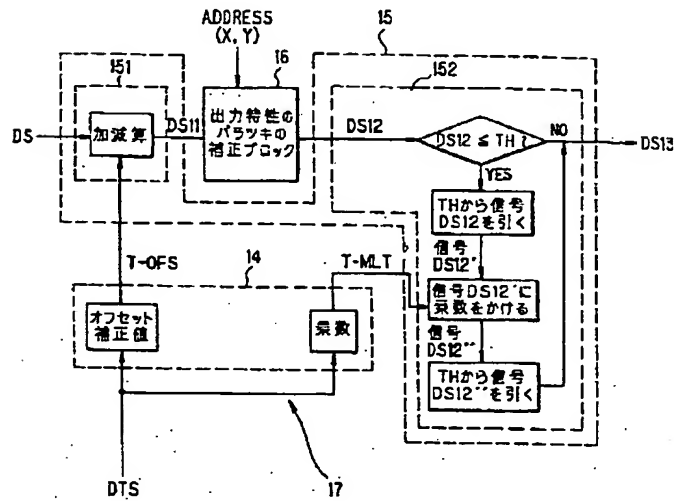 ADDRESS
(X, Y)
15
16
152
151
DS
加減算
DS11
出力特性の
バラツキの
補正ブロック
DS12
DS12 ≦ TH ?
NO
DS13
YES
THから信号
DS12を引く
信号
DS12'
T-OFS
14
T-MLT
オフセット
補正値
乗数
信号DS12'に
乗数をかける
信号
DS12''
THから信号
DS12''を引く
17
DTS